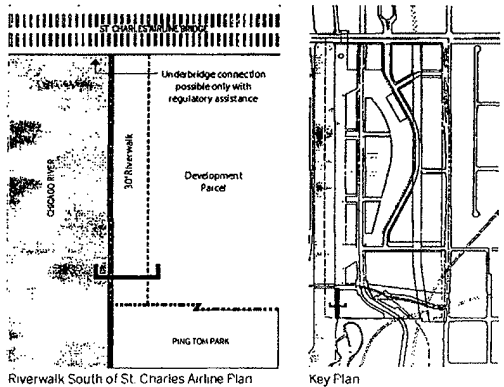 ST CHARLES AIRLINE BRIDGE
Underbridge connection
possible only with
regulatory assistance
CHICAGO RIVER
30' Riverwalk
Development
Parcel
PING TOM PARK
Riverwalk South of St. Charles Airline Plan
Key Plan